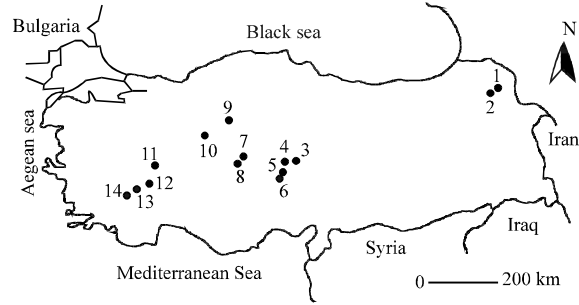 Bulgaria
Black sea
N
1
2
9
10
7
8
4
3
5
6
11
12
13
14
Aegean sea
Iran
Iraq
Syria
Mediterranean Sea
0 200 km